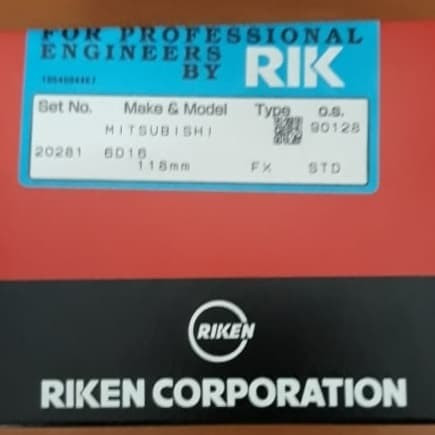 FOR PROFESSIONAL
ENGINEERS
BY RIK
Set No. Make & Model Type o.s.
MITSUBISHI 90128
20281 6D16
118mm FX STD
RIKEN
RIKEN CORPORATION